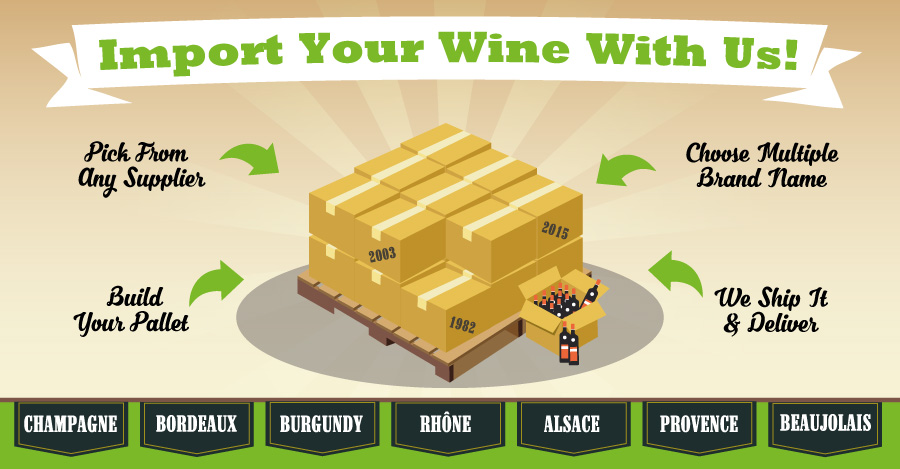 Import Your Wine With Us!
Pick From
Any Supplier
Choose Multiple
Brand Name
2003
2015
1982
Build
Your Pallet
We Ship It
& Deliver
CHAMPAGNE
BORDEAUX
BURGUNDY
RHÔNE
ALSACE
PROVENCE
BEAUJOLAIS